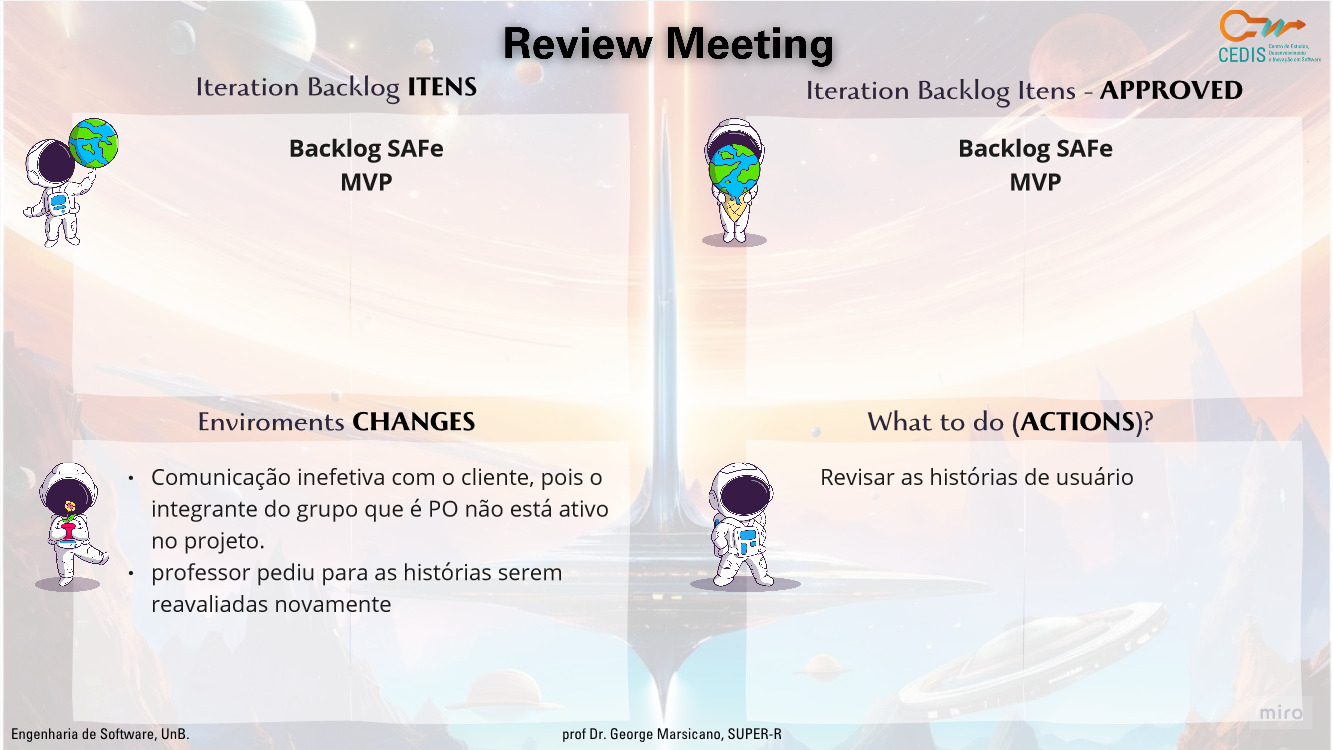 Review Meeting
CEDIS
Centro de Estudos,
Desenvolvimento
e Inovação em Software
Iteration Backlog ITENS
Iteration Backlog Itens - APPROVED
Backlog SAFe
MVP
Backlog SAFe
MVP
Enviroments CHANGES
What to do (ACTIONS)?
• Comunicação inefetiva com o cliente, pois o
integrante do grupo que é PO não está ativo
no projeto.
• professor pediu para as histórias serem
reavaliadas novamente
Revisar as histórias de usuário
miro
Engenharia de Software, UnB.
prof Dr. George Marsicano, SUPER-R